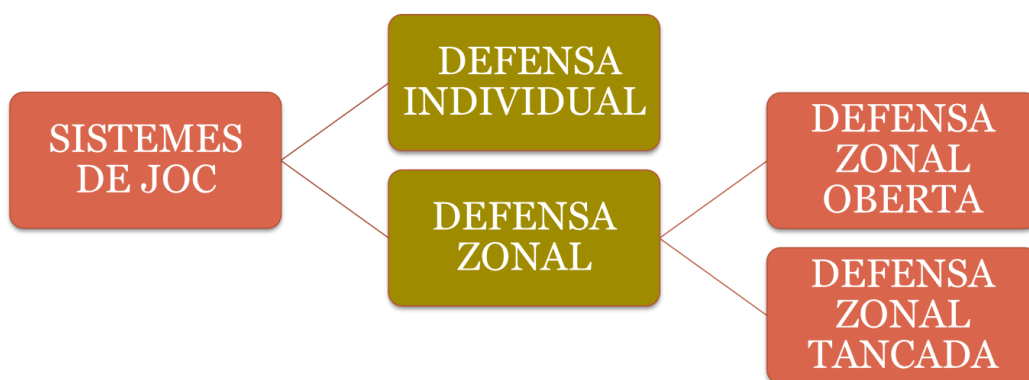 SISTEMES
DE JOC
DEFENSA
INDIVIDUAL
DEFENSA
ZONAL
DEFENSA
ZONAL
OBERTA
DEFENSA
ZONAL
TANCADA